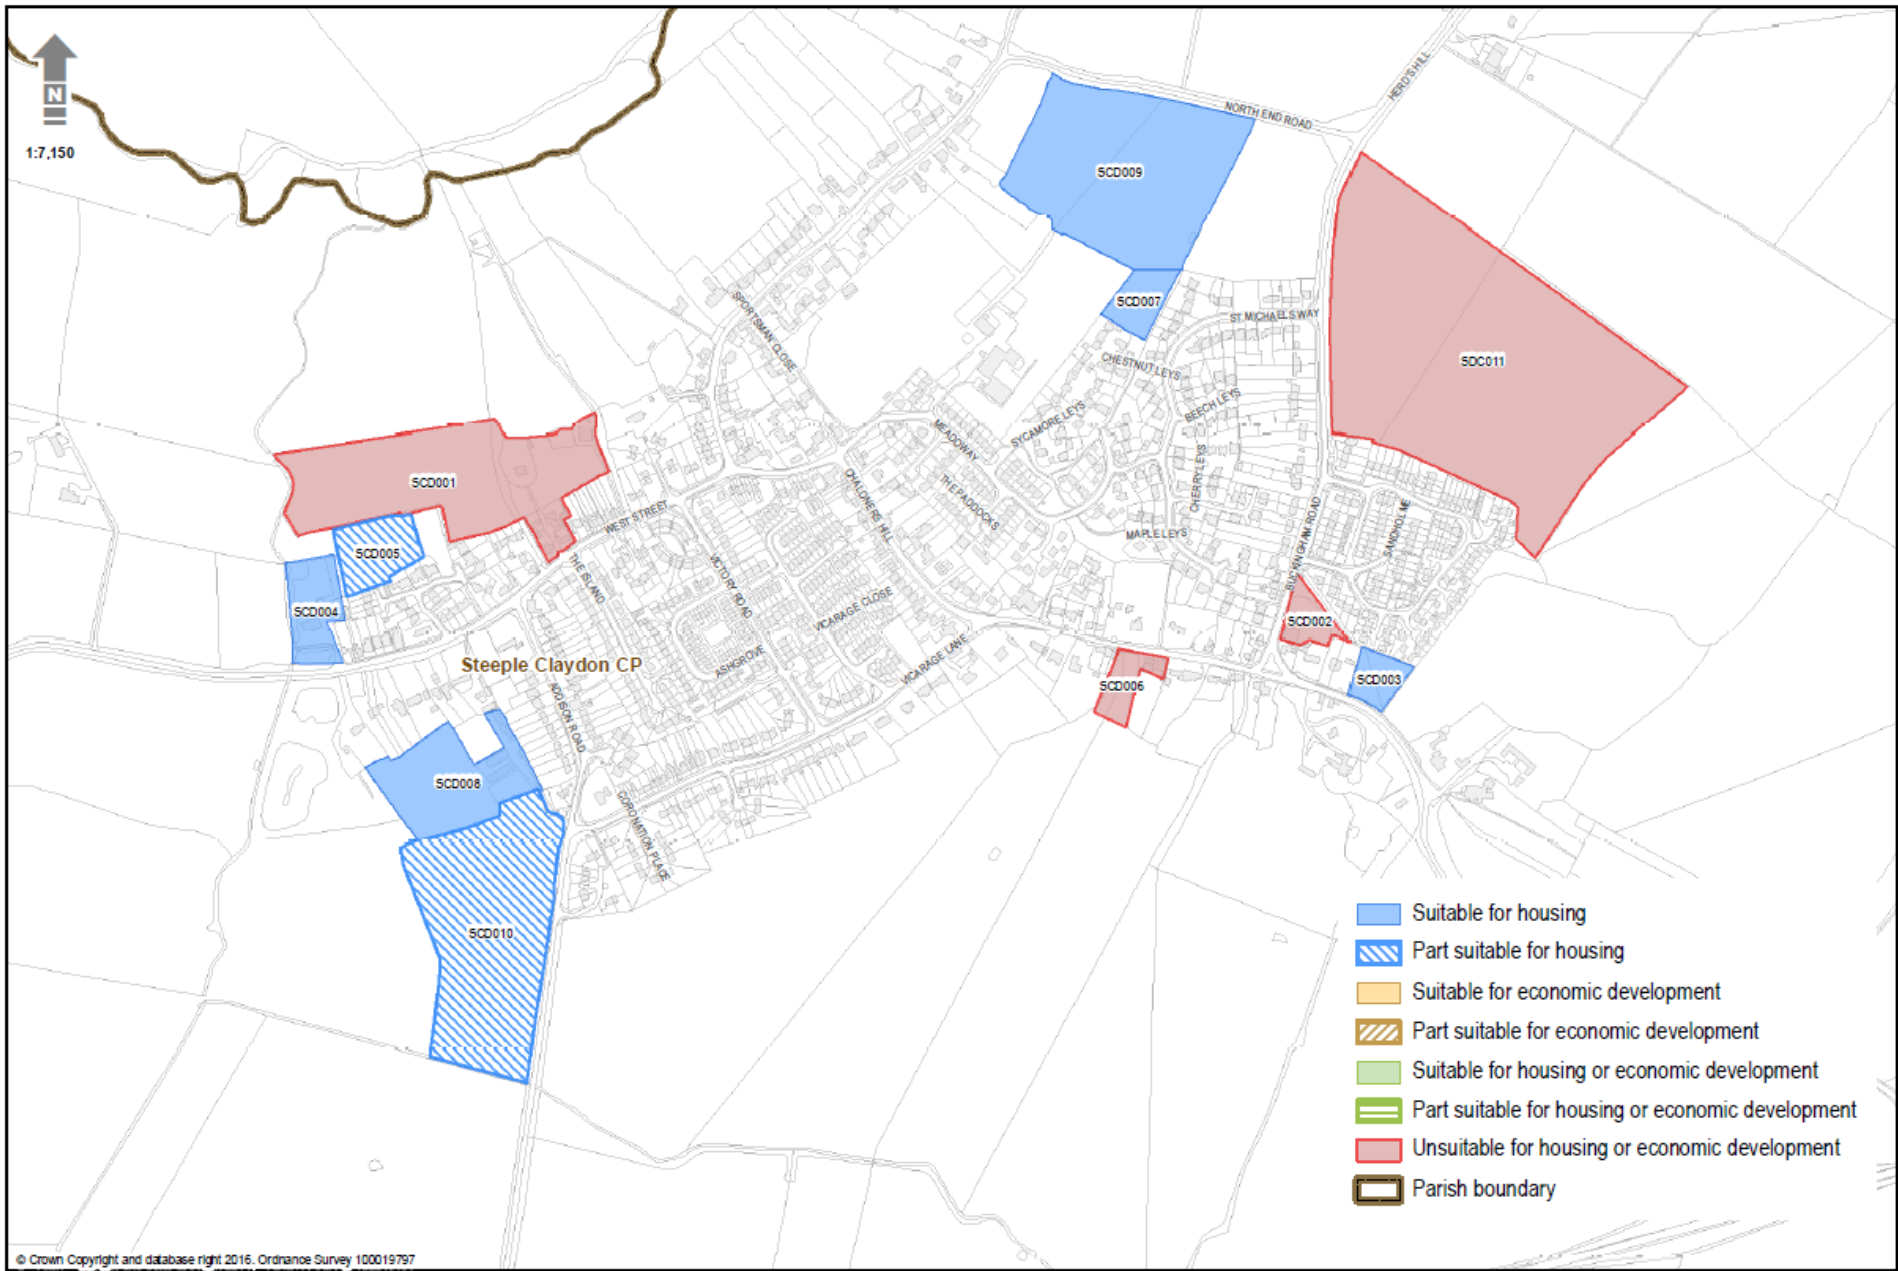 N
1:7,150
HERD'S HILL
NORTH END ROAD
SCD009
SCD007
ST MICHAELS WAY
SPORTSMAN CLOSE
CHESTNUT LEYS
SDC011
BEECH LEYS
SYCAMORE LEYS
MEADOWAY
CHERRY LEYS
SCD001
CHALONERS HILL
THE PADDOCKS
WEST STREET
BUCKINGHAM ROAD
SANDHOLME
MAPLE LEYS
SCD005
THE ISLAND
VICTORY ROAD
SCD004
VICARAGE CLOSE
SCD002
VICARAGE LANE
Steeple Claydon CP
ASHGROVE
SCD006
SCD003
ADDISON ROAD
SCD008
CORONATION PLACE
SCD010
Suitable for housing
Part suitable for housing
Suitable for economic development
Part suitable for economic development
Suitable for housing or economic development
Part suitable for housing or economic development
Unsuitable for housing or economic development
Parish boundary
© Crown Copyright and database right 2016. Ordnance Survey 100019797